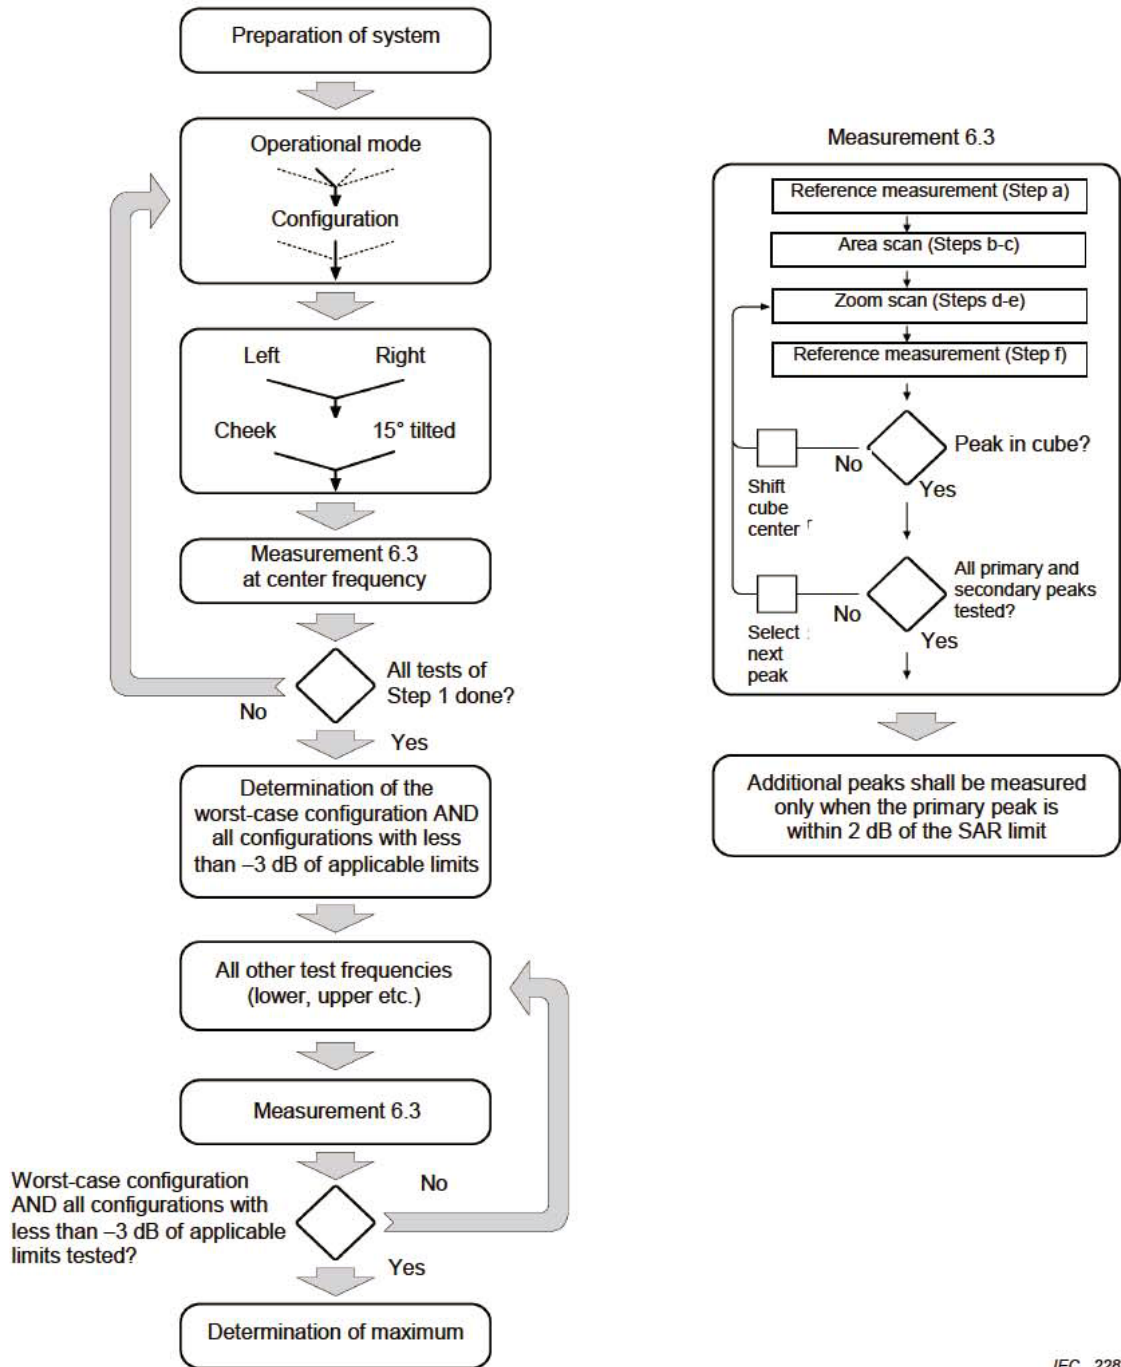 Preparation of system
Operational mode
Configuration
Left Right
Cheek 15° tilted
Measurement 6.3
at center frequency
All tests of
Step 1 done?
No
Yes
Determination of the
worst-case configuration AND
all configurations with less
than –3 dB of applicable limits
All other test frequencies
(lower, upper etc.)
Measurement 6.3
Worst-case configuration
AND all configurations with
less than –3 dB of applicable
limits tested?
No
Yes
Determination of maximum
Measurement 6.3
Reference measurement (Step a)
Area scan (Steps b-c)
Zoom scan (Steps d-e)
Reference measurement (Step f)
Peak in cube?
No
Yes
Shift
cube
center
All primary and
secondary peaks
tested?
No
Yes
Select
next
peak
Additional peaks shall be measured
only when the primary peak is
within 2 dB of the SAR limit
IEC 228